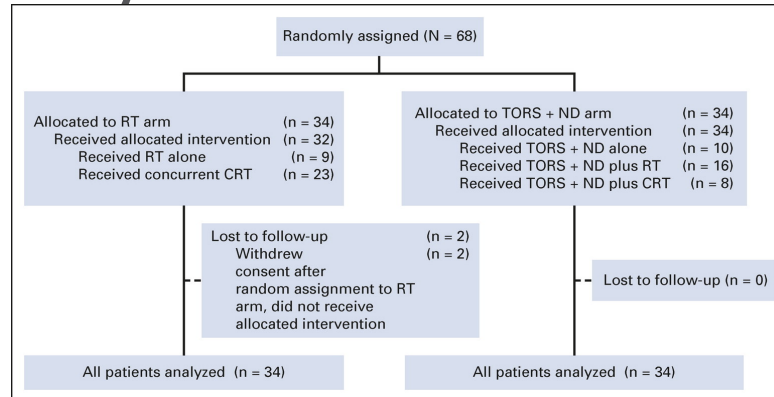 Randomly assigned (N = 68)
Allocated to RT arm (n = 34)
Received allocated intervention (n = 32)
Received RT alone (n = 9)
Received concurrent CRT (n = 23)
Allocated to TORS + ND arm (n = 34)
Received allocated intervention (n = 34)
Received TORS + ND alone (n = 10)
Received TORS + ND plus RT (n = 16)
Received TORS + ND plus CRT (n = 8)
Lost to follow-up (n = 2)
Withdrew (n = 2)
consent after
random assignment to RT
arm, did not receive
allocated intervention
Lost to follow-up (n = 0)
All patients analyzed (n = 34)
All patients analyzed (n = 34)